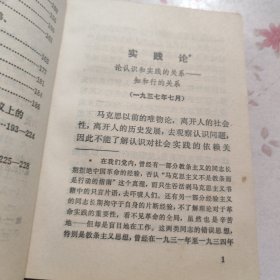 义上的
193—224
225—228
实践论*
论认识和实践的关系——
知和行的关系
（一九三七年七月）
马克思以前的唯物论，离开人的社会
性，离开人的历史发展，去观察认识问题，
因此不能了解认识对社会实践的依赖关
* 在我们党内，曾经有一部分教条主义的同志长
期拒绝中国革命的经验，否认“马克思主义不是教条而
是行动的指南”这个真理，而只生吞活剥马克思主义书
籍中的只言片语，去吓唬人们。还有另一部分经验主义
的同志长期拘守于自身的片断经验，不了解理论对于革
命实践的重要性，看不见革命的全局，虽然也是辛苦
地——但却是盲目地在工作。这两类同志的错误思想，
特别是教条主义思想，曾经在一九三一年至一九三四年
1